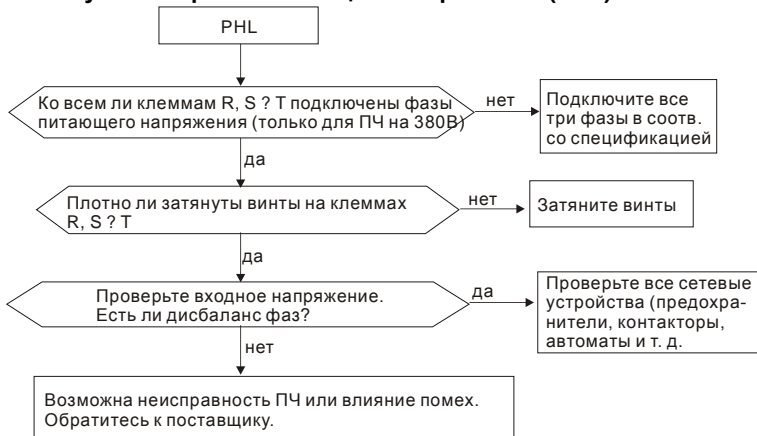 PHL
Ко всем ли клеммам R, S ? T подключены фазы
питающего напряжения (только для ПЧ на 380В)
нет
Подключите все
три фазы в соотв.
со спецификацией
да
Плотно ли затянуты винты на клеммах
R, S ? T
нет
Затяните винты
да
Проверьте входное напряжение.
Есть ли дисбаланс фаз?
да
Проверьте все сетевые
устройства (предохра-
нители, контакторы,
автоматы и т. д.
нет
Возможна неисправность ПЧ или влияние помех.
Обратитесь к поставщику.